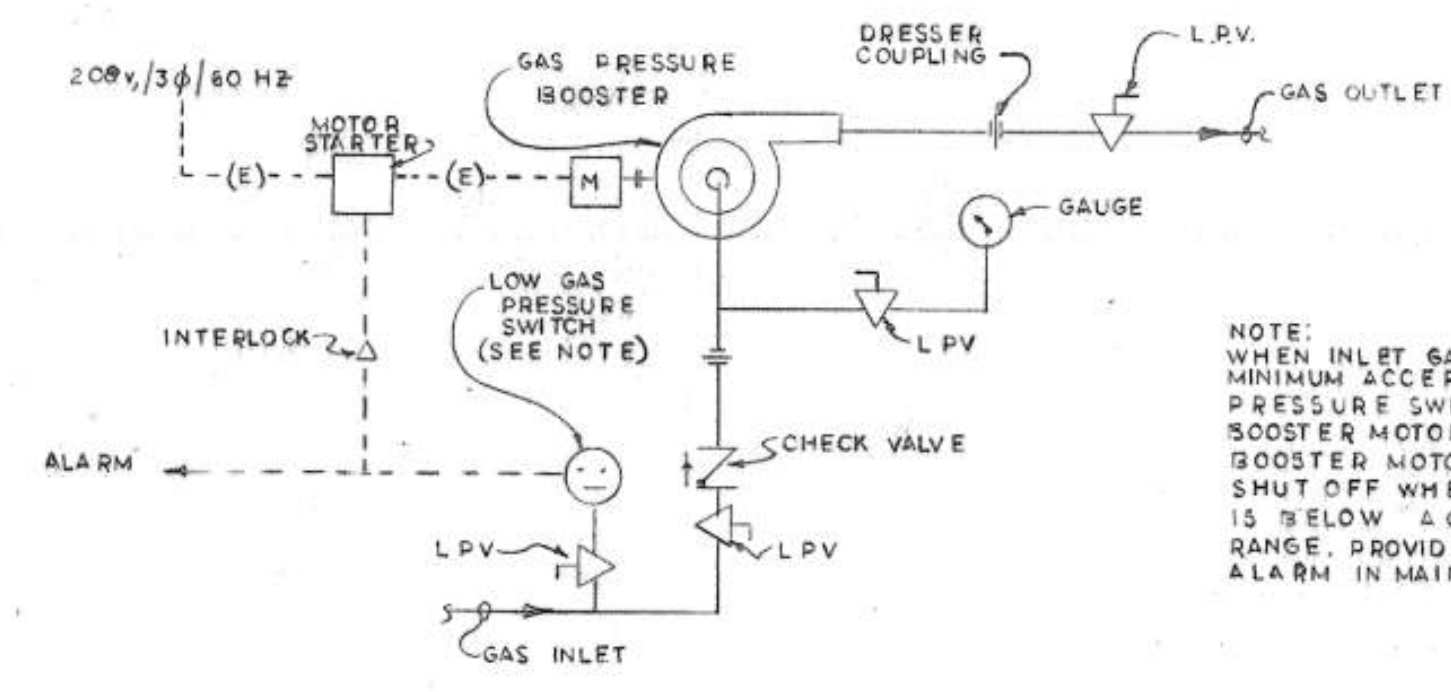 208V,/3ϕ/60 HZ
MOTOR
STARTER
(E)
(E)
M
GAS PRESSURE
BOOSTER
DRESSER
COUPLING
L.P.V.
GAS OUTLET
GAUGE
LPV
LOW GAS
PRESSURE
SWITCH
(SEE NOTE)
INTERLOCK
ALARM
CHECK VALVE
LPV
LPV
GAS INLET
NOTE:
WHEN INLET GA
MINIMUM ACCEP
PRESSURE SWI
BOOSTER MOTOR
BOOSTER MOTO
SHUT OFF WHE
IS BELOW AC
RANGE, PROVID
ALARM IN MAI